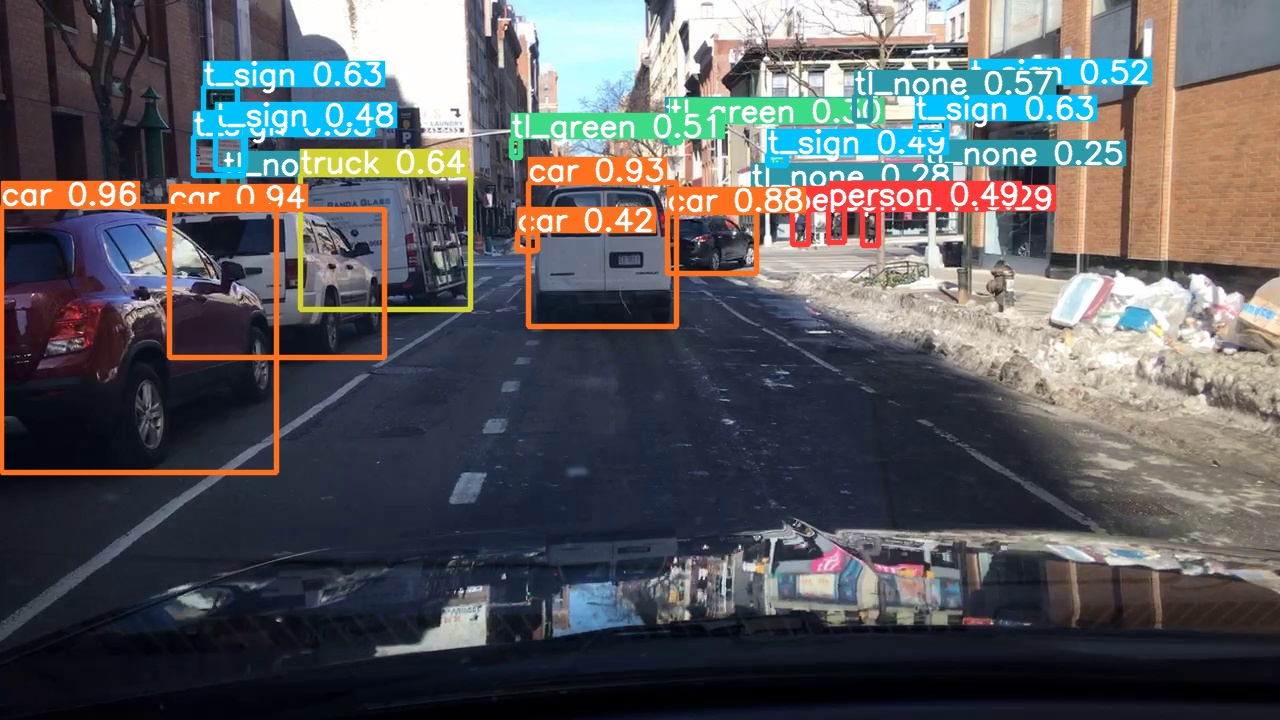 t_sign 0.63
t_sign 0.52
tl_none 0.57
t_sign 0.48
tl_green 0.51
tl_green 0.30
t_sign 0.63
t_sign 0.49
LAUNDRY
tl_no
truck 0.64
tl_none 0.28
tl_none 0.25
car 0.96
car 0.94
car 0.93
car 0.88
person 0.49
car 0.42
PANDA GLASS